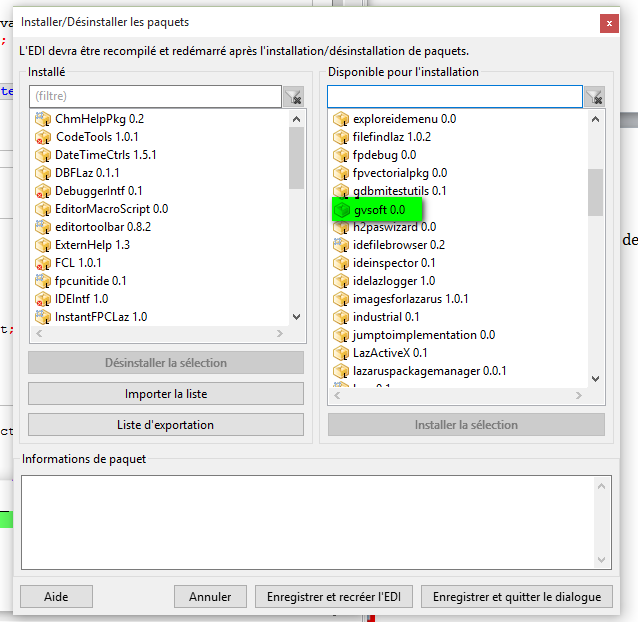 Installer/Désinstaller les paquets
L'EDI devra être recompilé et redémarré après l'installation/désinstallation de paquets.
Installé
(filtre)
ChmHelpPkg 0.2
CodeTools 1.0.1
DateTimeCtrls 1.5.1
DBFLaz 0.1.1
DebuggerIntf 0.1
EditorMacroScript 0.0
editortoolbar 0.8.2
ExternHelp 1.3
FCL 1.0.1
fpcunitide 0.1
IDEIntf 1.0
InstantFPCLaz 1.0
Désinstaller la sélection
Importer la liste
Liste d'exportation
Disponible pour l'installation
exploreidemenu 0.0
filefindlaz 1.0.2
fpdebug 0.0
fpvectorialpkg 0.0
gdbmitestutils 0.1
gvsoft 0.0
h2paswizard 0.0
idefilebrowser 0.2
ideinspector 0.1
idelazlogger 1.0
imagesforlazarus 1.0.1
industrial 0.1
jumptoimplementation 0.0
LazActiveX 0.1
lazaruspackagemanager 0.0.1
Installer la sélection
Informations de paquet
Aide
Annuler
Enregistrer et recréer l'EDI
Enregistrer et quitter le dialogue
va
;
te
t;
ct
de